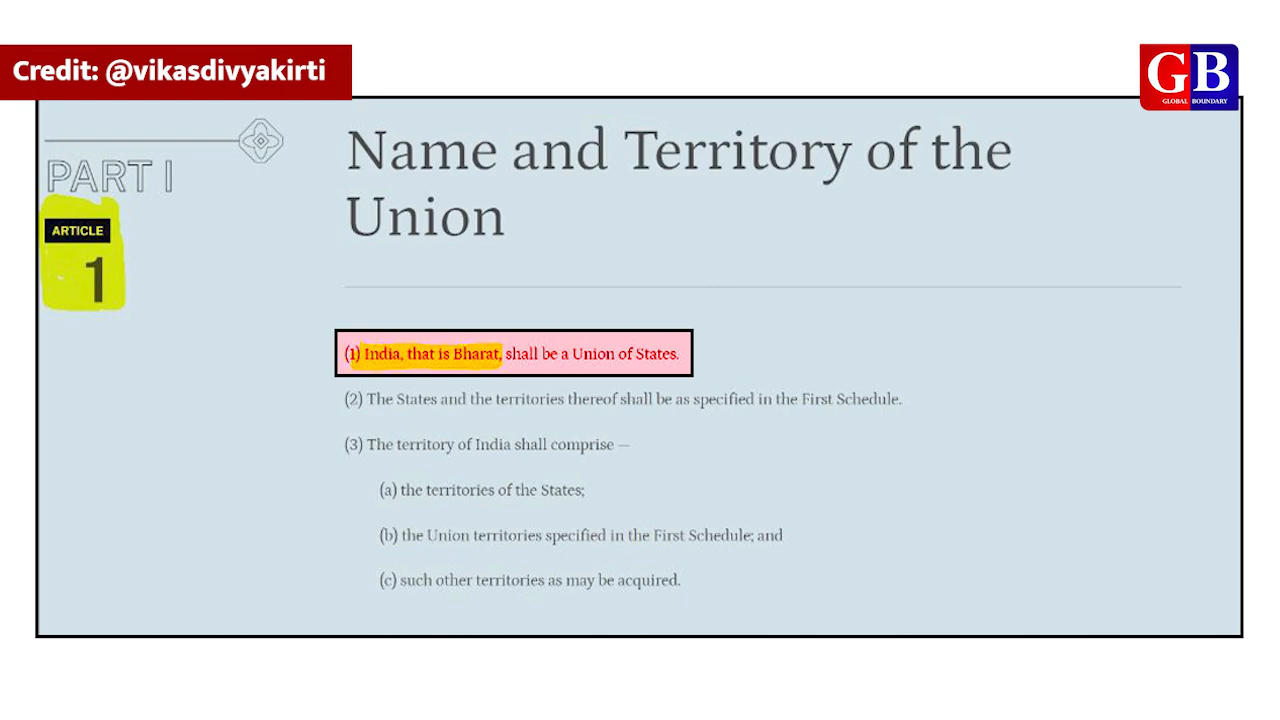 Credit: @vikasdivyakirti
GB
GLOBAL BOUNDARY
PART I
ARTICLE
1
Name and Territory of the
Union
(1) India, that is Bharat, shall be a Union of States.
(2) The States and the territories thereof shall be as specified in the First Schedule.
(3) The territory of India shall comprise —
(a) the territories of the States;
(b) the Union territories specified in the First Schedule; and
(c) such other territories as may be acquired.